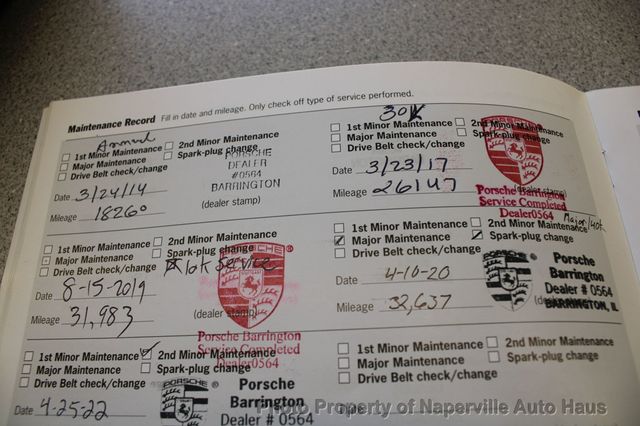 Maintenance Record Fill in date and mileage. Only check off type of service performed.
Annual
1st Minor Maintenance 2nd Minor Maintenance
Major Maintenance Spark-plug change
Drive Belt check/change
PORSCHE
DEALER
#0564
BARRINGTON
Date 3/24/14
Mileage 18260 (dealer stamp)
30K
1st Minor Maintenance 2nd Minor Maintenance
Major Maintenance Spark-plug change
Drive Belt check/change
Date 3/23/17
Mileage 26147 (dealer stamp)
Porsche Barrington
Service Completed
Dealer0564
1st Minor Maintenance 2nd Minor Maintenance
Major Maintenance Spark-plug change
Drive Belt check/change Service
PORSCHE
Date 8-15-2019
Mileage 31,983 (dealer stamp)
Porsche Barrington
Service Completed
Dealer0564
Major/40k
1st Minor Maintenance 2nd Minor Maintenance
Major Maintenance Spark-plug change
Drive Belt check/change
Date 4-10-20
Mileage 32,637
Porsche
Barrington
Dealer # 0564
BARRINGTON, IL
1st Minor Maintenance 2nd Minor Maintenance
Major Maintenance Spark-plug change
Drive Belt check/change
Date 4-25-22
PORSCHE
Porsche
Barrington
Dealer # 0564
1st Minor Maintenance 2nd Minor Maintenance
Major Maintenance Spark-plug change
Drive Belt check/change
Date
Photo Property of Naperville Auto Haus